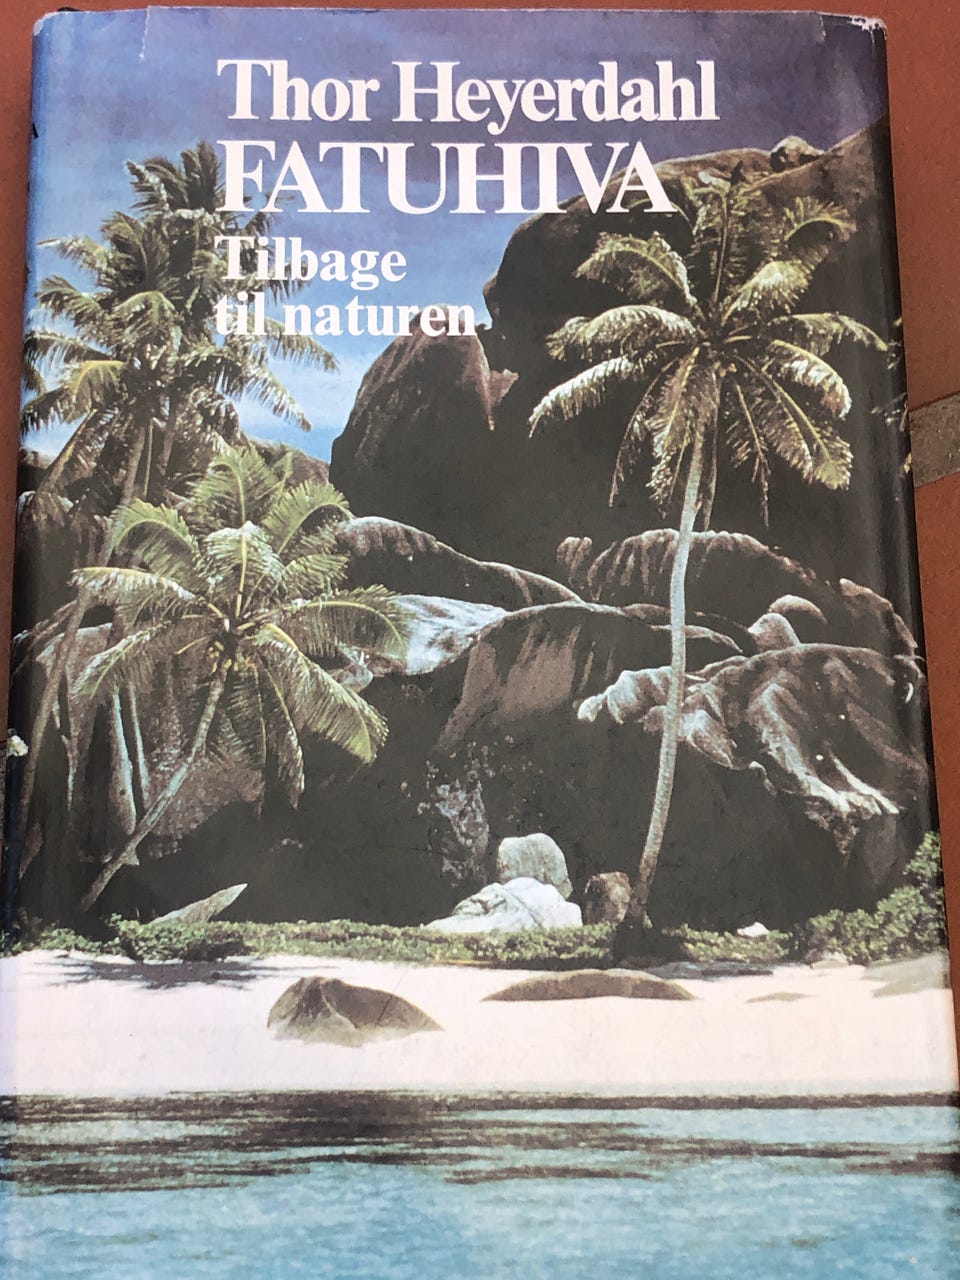 Thor Heyerdahl
FATUHIVA
Tilbage
til naturen